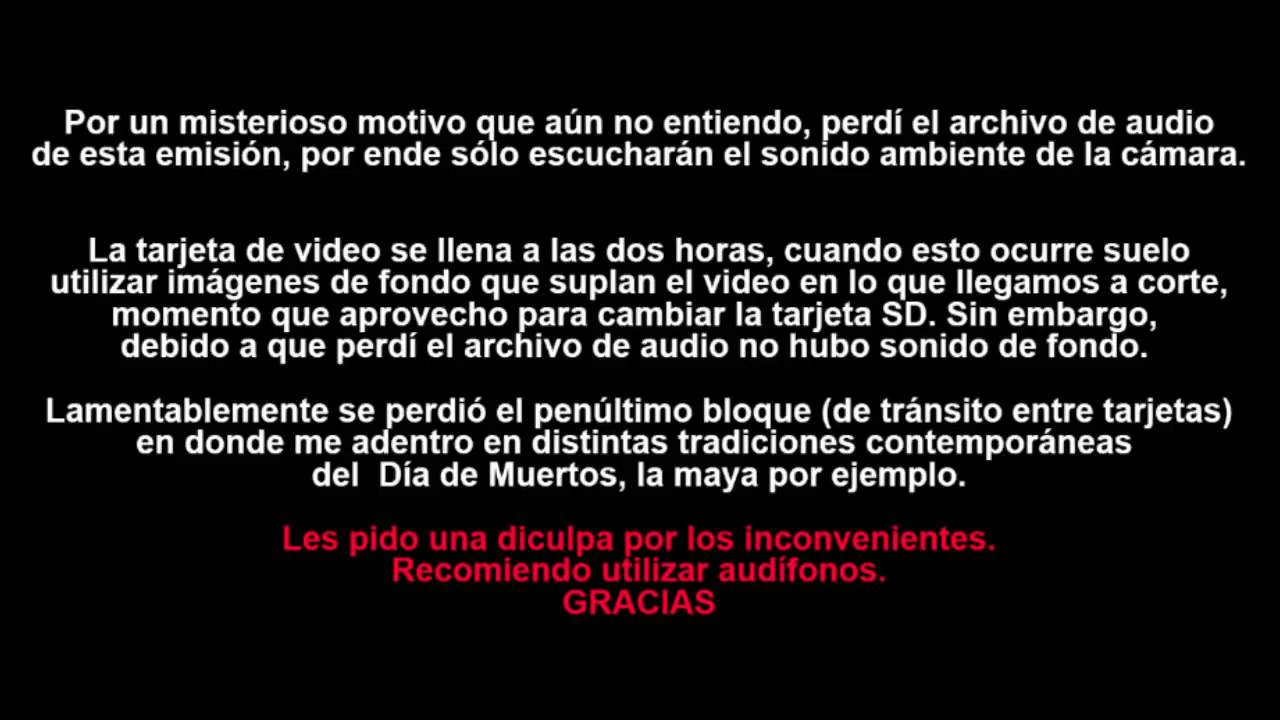 Por un misterioso motivo que aún no entiendo, perdí el archivo de audio
de esta emisión, por ende sólo escucharán el sonido ambiente de la cámara.
La tarjeta de video se llena a las dos horas, cuando esto ocurre suelo
utilizar imágenes de fondo que suplan el video en lo que llegamos a corte,
momento que aprovecho para cambiar la tarjeta SD. Sin embargo,
debido a que perdí el archivo de audio no hubo sonido de fondo.
Lamentablemente se perdió el penúltimo bloque (de tránsito entre tarjetas)
en donde me adentro en distintas tradiciones contemporáneas
del  Día de Muertos, la maya por ejemplo.
Les pido una diculpa por los inconvenientes.
Recomiendo utilizar audífonos.
GRACIAS